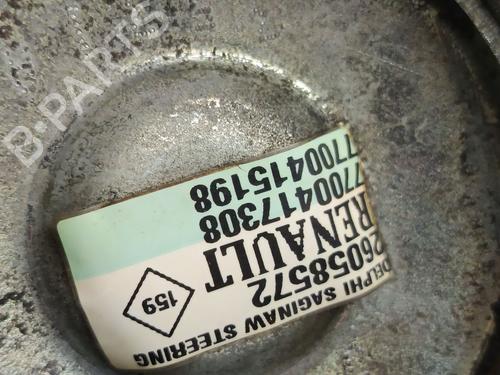 DELPHI SAGINAW STEERING
26058572
RENAULT
7700417308
7700415198
159
B-PARTS